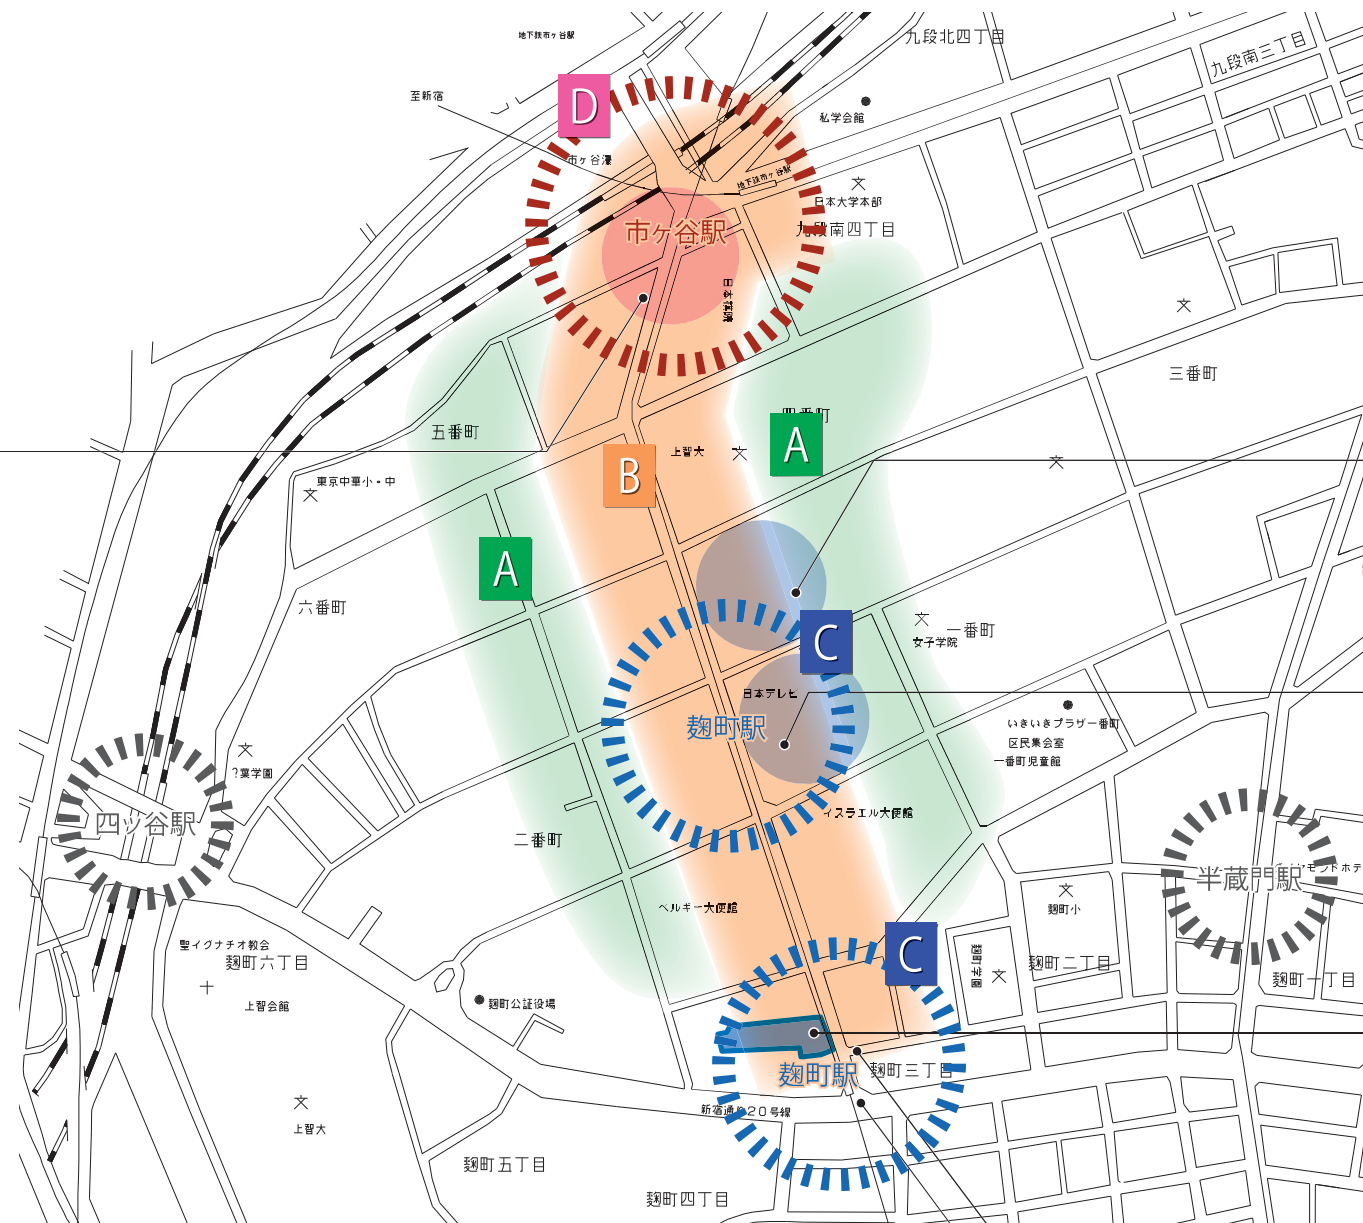 地下鉄市ヶ谷駅
九段北四丁目
九段南三丁目
至新宿
D
私学会館
市ヶ谷濠
地下鉄市ヶ谷駅
日本大学本部
市ヶ谷駅
九段南四丁目
日本棋院
三番町
四番町
五番町
A
上智大
B
東京中華小・中
A
六番町
C
一番町
女子学院
日本テレビ
麹町駅
いきいきプラザ一番町
区民集会室
一番町児童館
?葉学園
四ッ谷駅
イスラエル大使館
二番町
半蔵門駅
ベルギー大使館
麹町小
聖イグナチオ教会
麹町六丁目
C
麹町学園
麹町二丁目
麹町一丁目
上智会館
麹町公証役場
麹町駅
麹町三丁目
新宿通り20号線
上智大
麹町五丁目
麹町四丁目